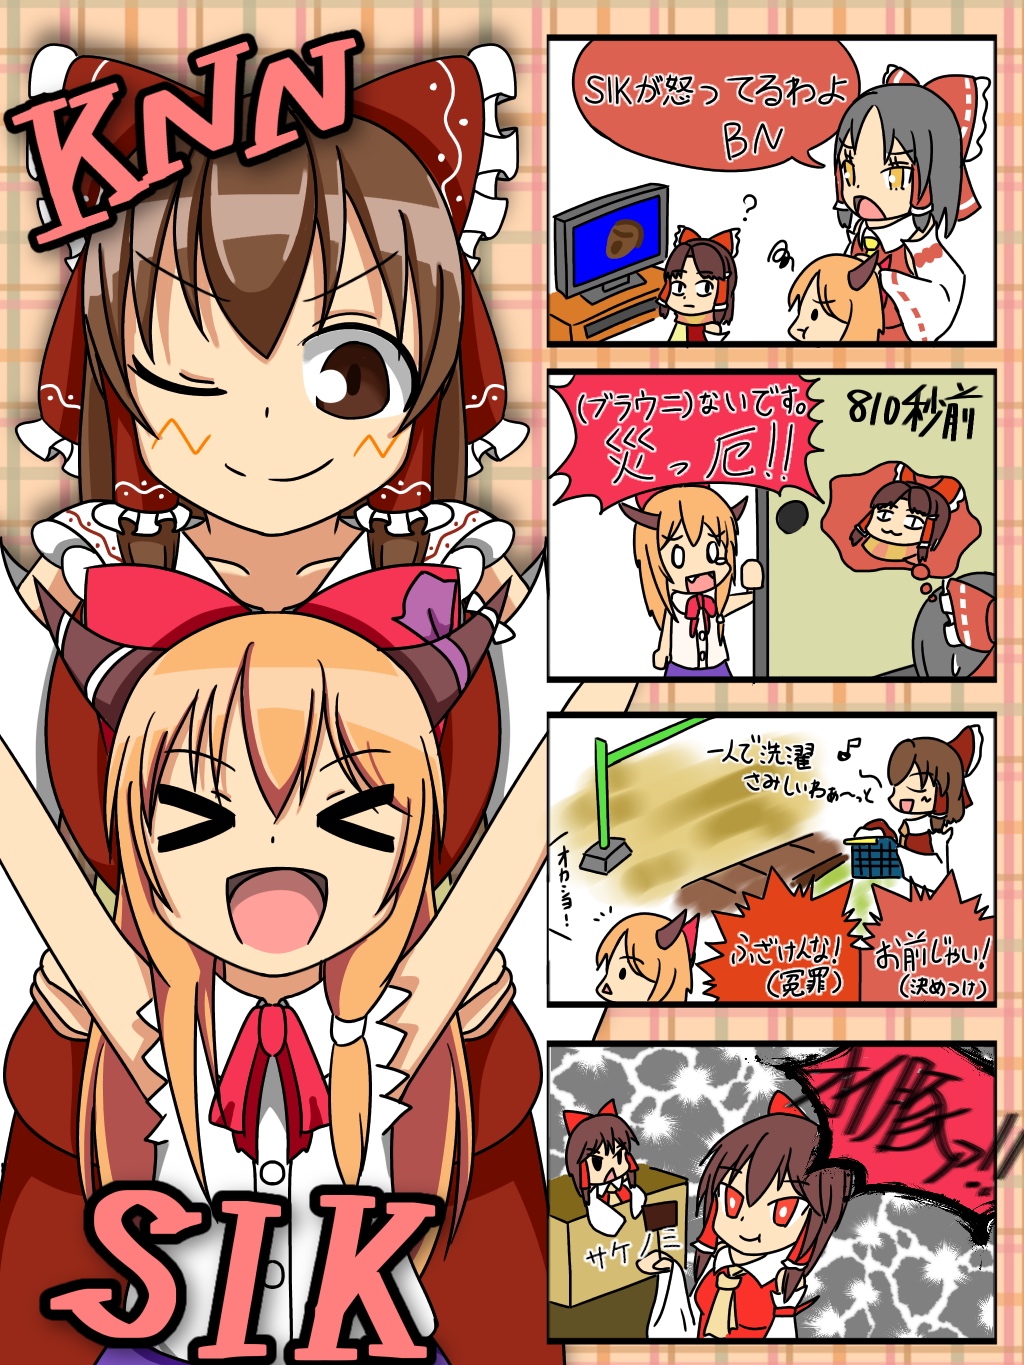 KNN
SIK
SIKが怒ってるわよ
BN
?
(ブラウニ)ないです。
災っ厄!!
810秒前
一人で洗濯
さみしいわぁ〜っと
オカショー!
お前じゃい!
(決めつけ)
ふざけんな!
(冤罪)
サケノミ